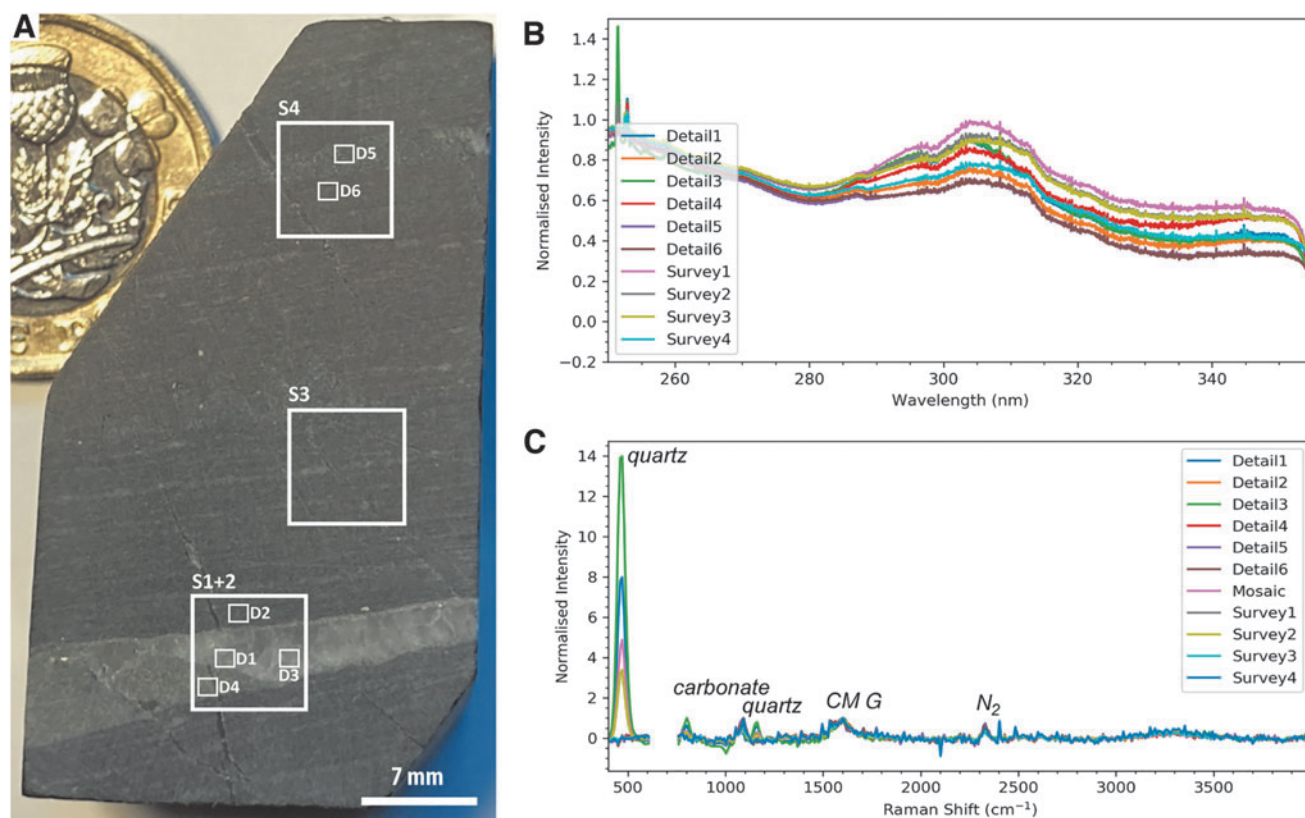 A
S4
D5
D6
S3
S1+2
D2
D1
D3
D4
7 mm
B
Normalised Intensity
1.4
1.2
1.0
0.8
0.6
0.4
0.2
0.0
−0.2
Detail1
Detail2
Detail3
Detail4
Detail5
Detail6
Survey1
Survey2
Survey3
Survey4
260
280
300
320
340
Wavelength (nm)
C
Normalised Intensity
14
12
10
8
6
4
2
0
quartz
carbonate
quartz
CM G
N₂
Detail1
Detail2
Detail3
Detail4
Detail5
Detail6
Mosaic
Survey1
Survey2
Survey3
Survey4
500
1000
1500
2000
2500
3000
3500
Raman Shift (cm⁻¹)